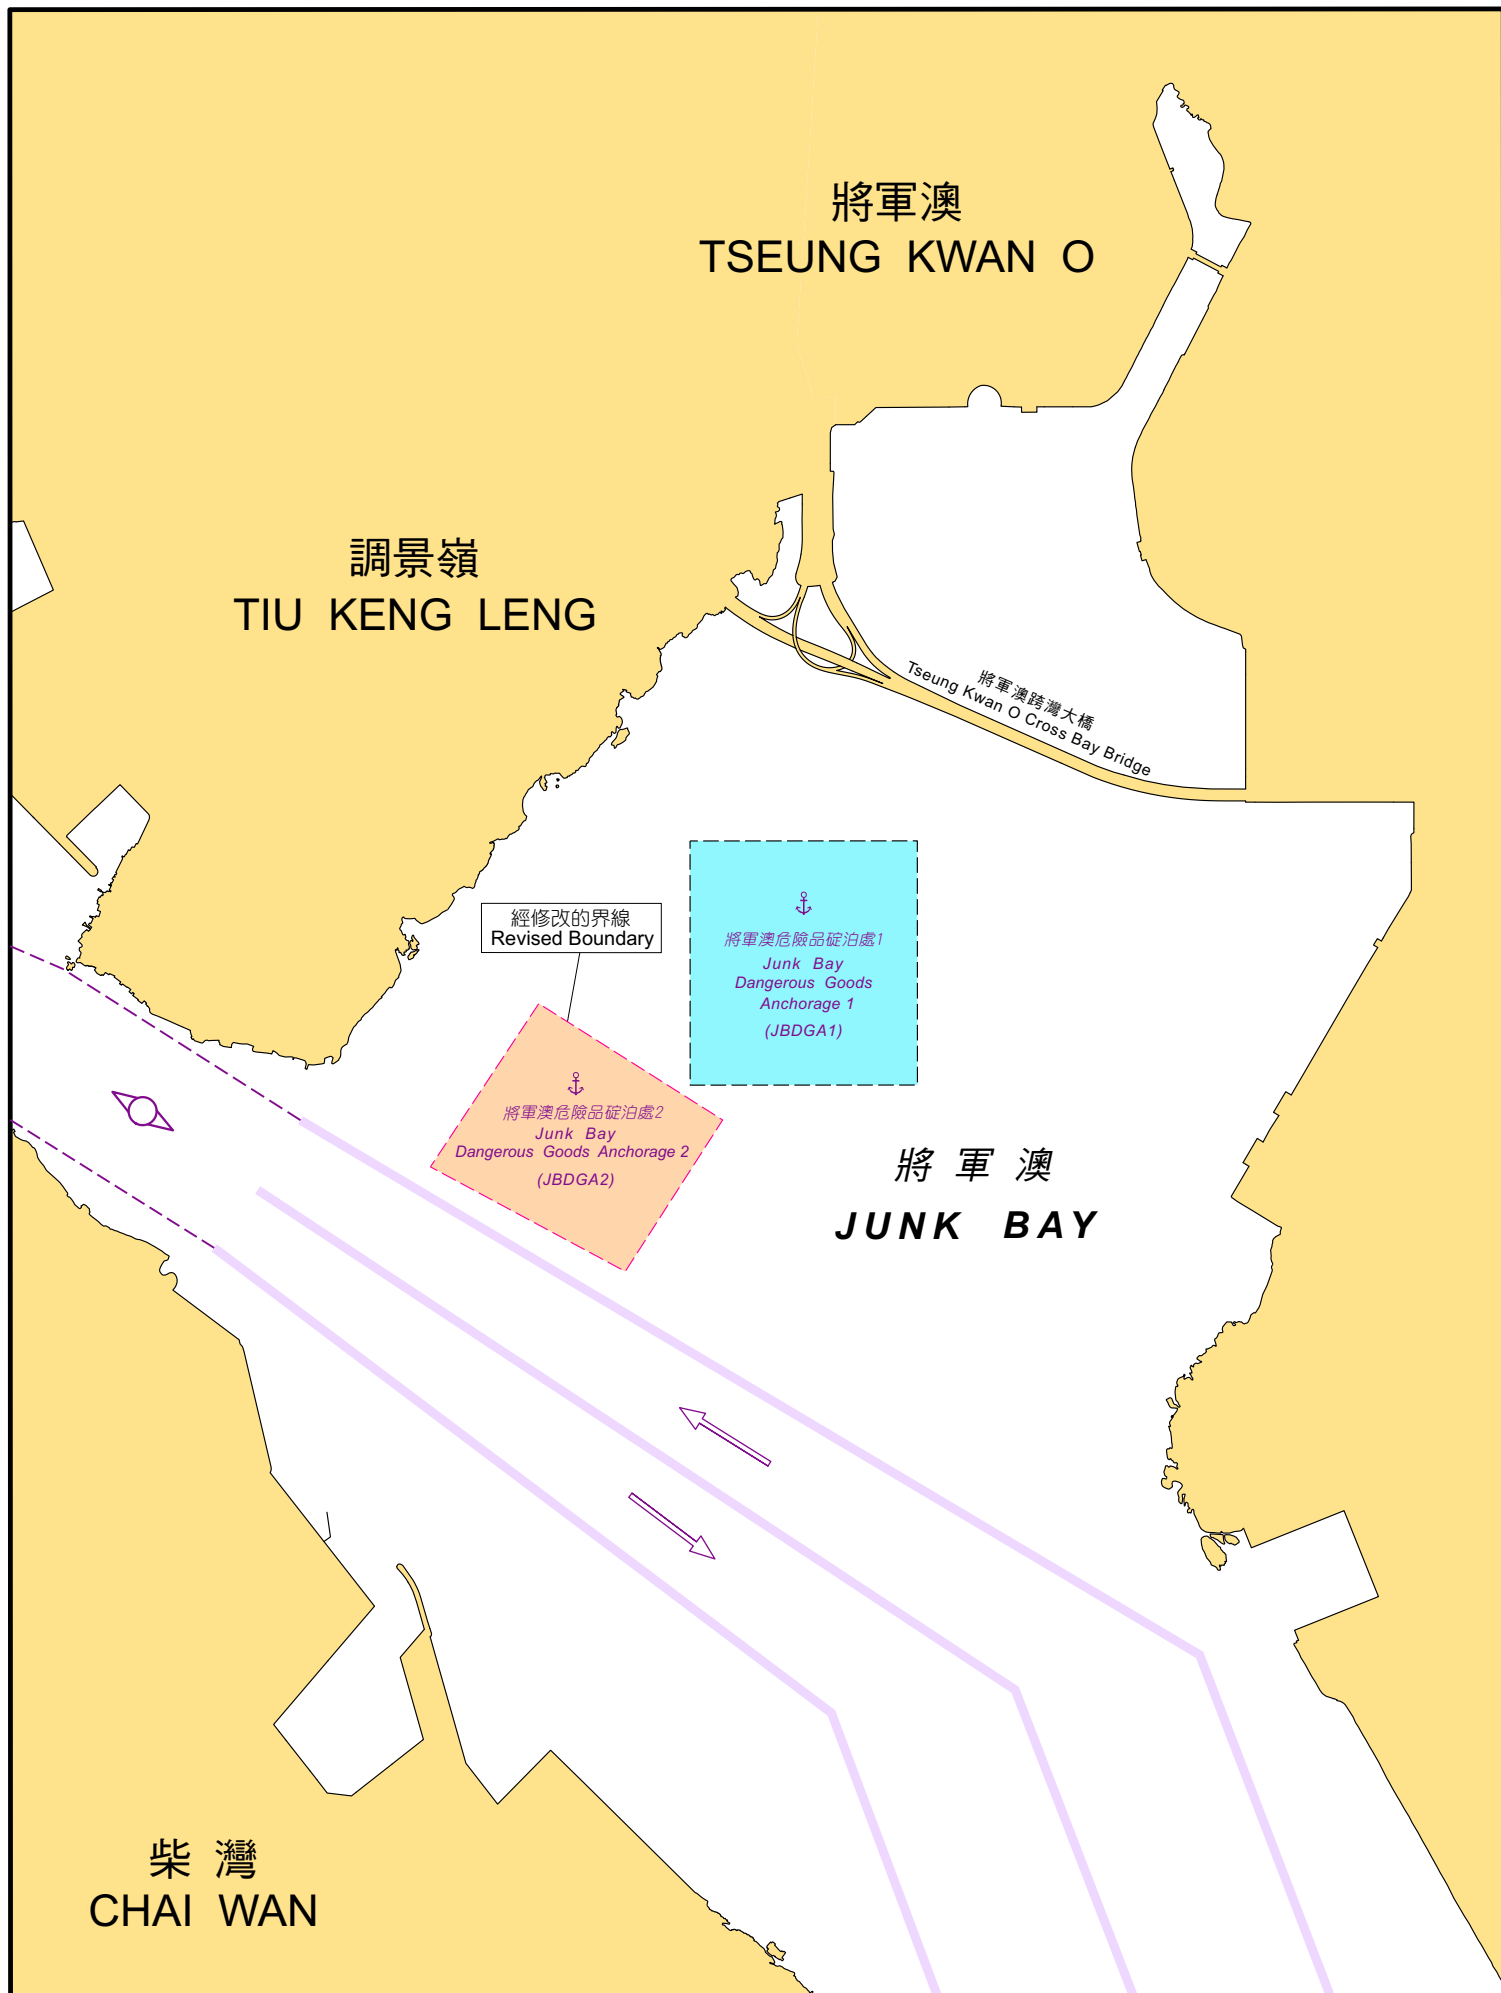 將軍澳
TSEUNG KWAN O
調景嶺
TIU KENG LENG
將軍澳跨灣大橋
Tseung Kwan O Cross Bay Bridge
經修改的界線
Revised Boundary
將軍澳危險品碇泊處1
Junk Bay
Dangerous Goods
Anchorage 1
(JBDGA1)
將軍澳危險品碇泊處2
Junk Bay
Dangerous Goods Anchorage 2
(JBDGA2)
將 軍 澳
JUNK BAY
柴 灣
CHAI WAN